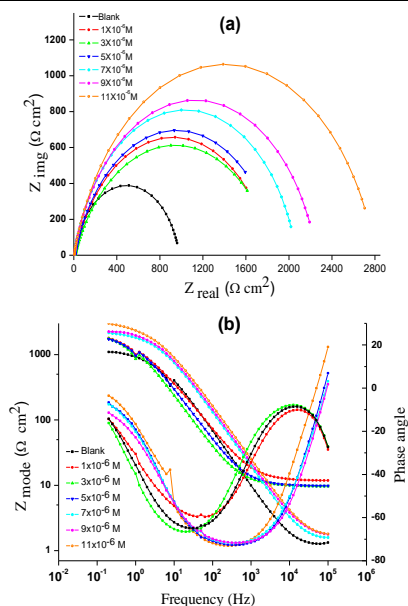 (a)
Blank
1X10⁻⁶M
3X10⁻⁶M
5X10⁻⁶M
7X10⁻⁶M
9X10⁻⁶M
11X10⁻⁶M
1400
1200
1000
800
600
400
200
0
Z img (Ω cm²)
0 400 800 1200 1600 2000 2400 2800
Z real (Ω cm²)
(b)
1000
100
10
1
Z mode (Ω cm²)
20
0
-20
-40
-60
-80
Phase angle
Blank
1x10⁻⁶ M
3x10⁻⁶ M
5x10⁻⁶ M
7x10⁻⁶ M
9x10⁻⁶ M
11x10⁻⁶ M
10⁻² 10⁻¹ 10⁰ 10¹ 10² 10³ 10⁴ 10⁵ 10⁶
Frequency (Hz)